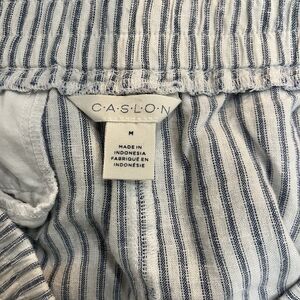 C·A·S·L·O·N
M
MADE IN
INDONESIA
FABRIQUÉ EN
INDONÉSIE